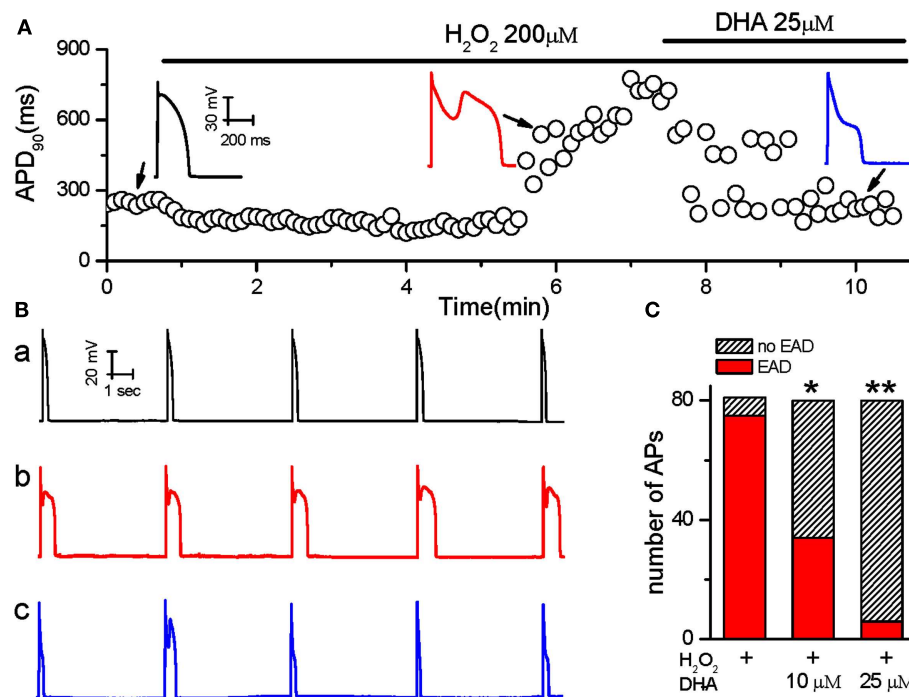 A
H₂O₂ 200μM
DHA 25μM
APD₉₀(ms)
900
600
300
0
30 mV
200 ms
0 2 4 6 8 10
Time(min)
B
a
20 mV
1 sec
b
c
C
no EAD
EAD
number of APs
80
40
0
* **
H₂O₂ + + +
DHA 10 μM 25 μM